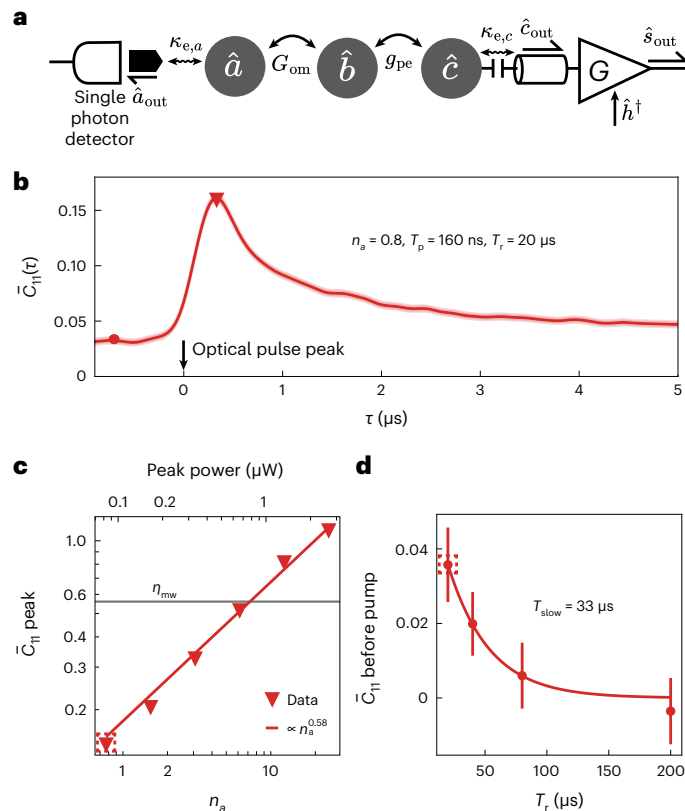 a
κe,a
â
Gom
b̂
gpe
ĉ
κe,c
ĉout
G
ŝout
âout
ĥ†
Single
photon
detector
b
C̄11(τ)
0.15
0.10
0.05
0
na = 0.8, Tp = 160 ns, Tr = 20 µs
Optical pulse peak
0 1 2 3 4 5
τ (µs)
c
Peak power (µW)
0.1 0.2 1
C̄11 peak
1.0
0.6
0.4
0.3
0.2
ηmw
Data
∝ na^0.58
1 2 10
na
d
C̄11 before pump
0.04
0.02
0
Tslow = 33 µs
50 100 150 200
Tr (µs)